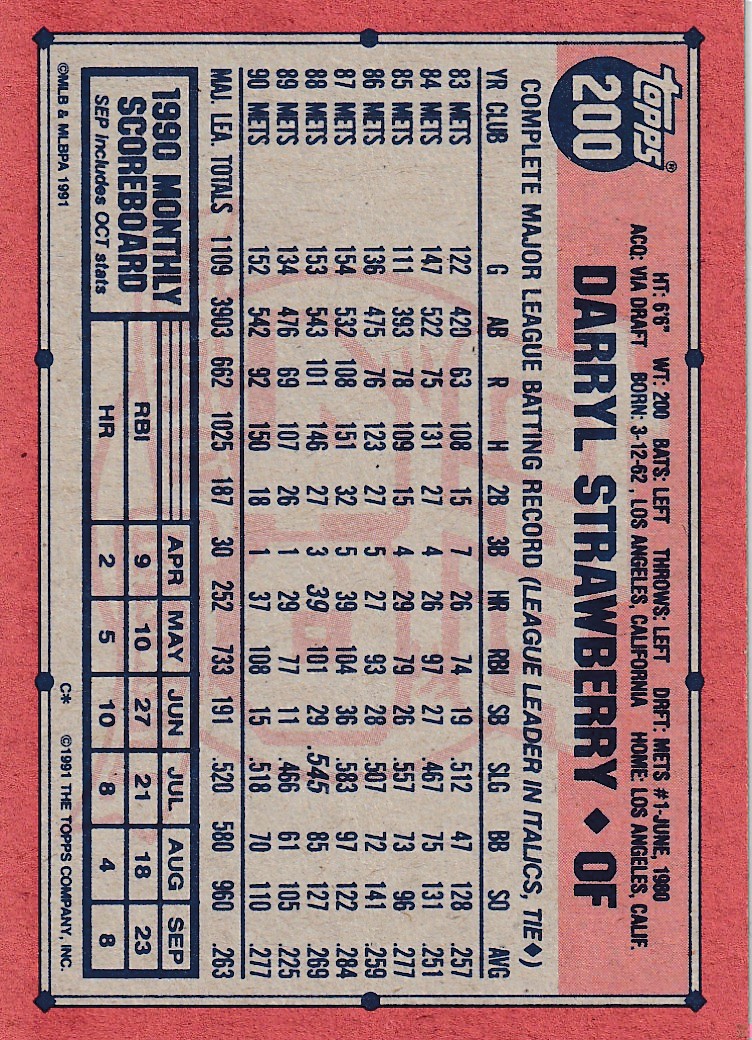 topps®
200
HT: 6'6" WT: 200 BATS: LEFT THROWS: LEFT DRFT: METS #1-JUNE, 1980
ACQ: VIA DRAFT BORN: 3-12-62, LOS ANGELES, CALIFORNIA HOME: LOS ANGELES, CALIF.
DARRYL STRAWBERRY ◆ OF
COMPLETE MAJOR LEAGUE BATTING RECORD (LEAGUE LEADER IN ITALICS, TIE◆)
YR CLUB G AB R H 2B 3B HR RBI SB SLG BB SO AVG
83 METS 122 420 63 108 15 7 26 74 19 .512 47 128 .257
84 METS 147 522 75 131 27 4 26 97 27 .467 75 131 .251
85 METS 111 393 78 109 15 4 29 79 26 .557 73 96 .277
86 METS 136 475 76 123 27 5 27 93 28 .507 72 141 .259
87 METS 154 532 108 151 32 5 39 104 36 .583 97 122 .284
88 METS 153 543 101 146 27 3 39 101 29 .545 85 127 .269
89 METS 134 476 69 107 26 1 29 77 11 .466 61 105 .225
90 METS 152 542 92 150 18 1 37 108 15 .518 70 110 .277
MAJ. LEA. TOTALS 1109 3903 662 1025 187 30 252 733 191 .520 580 960 .263
1990 MONTHLY
SCOREBOARD
SEP includes OCT stats
APR MAY JUN JUL AUG SEP
RBI 9 10 27 21 18 23
HR 2 5 10 8 4 8
©MLB & MLBPA 1991 C* ©1991 THE TOPPS COMPANY, INC.